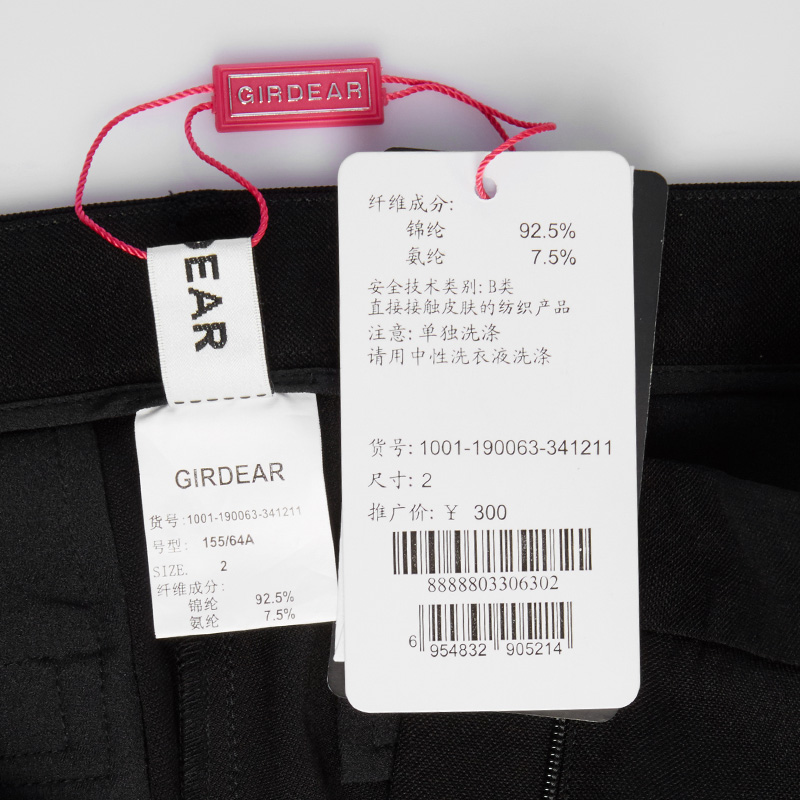 GIRDEAR
DEAR
纤维成分:
锦纶 92.5%
氨纶 7.5%
安全技术类别: B类
直接接触皮肤的纺织产品
注意: 单独洗涤
请用中性洗衣液洗涤
货号: 1001-190063-341211
尺寸: 2
推广价: ¥ 300
8888803306302
6 954832 905214
GIRDEAR
货号:1001-190063-341211
号型: 155/64A
SIZE. 2
纤维成分:
锦纶 92.5%
氨纶 7.5%